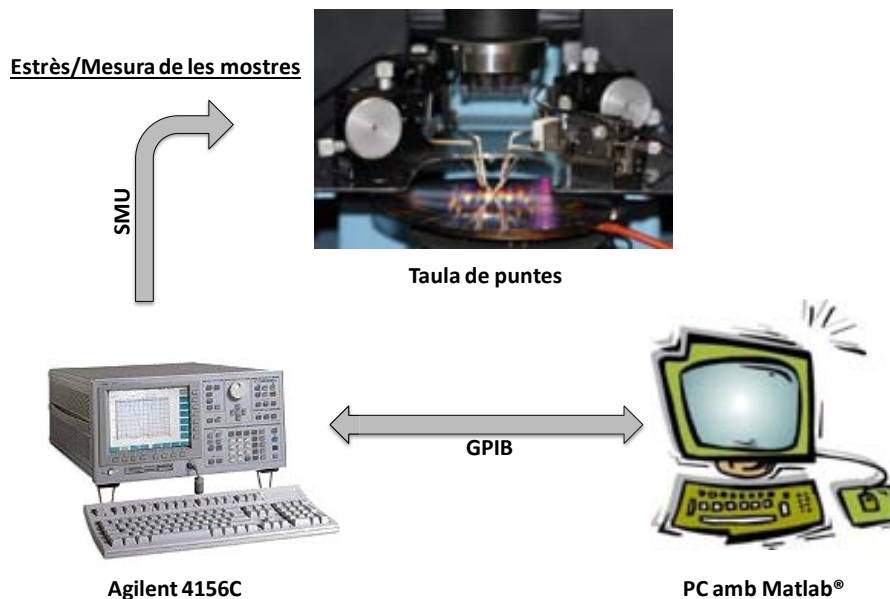 Estrès/Mesura de les mostres
SMU
Taula de puntes
GPIB
Agilent 4156C
PC amb Matlab®